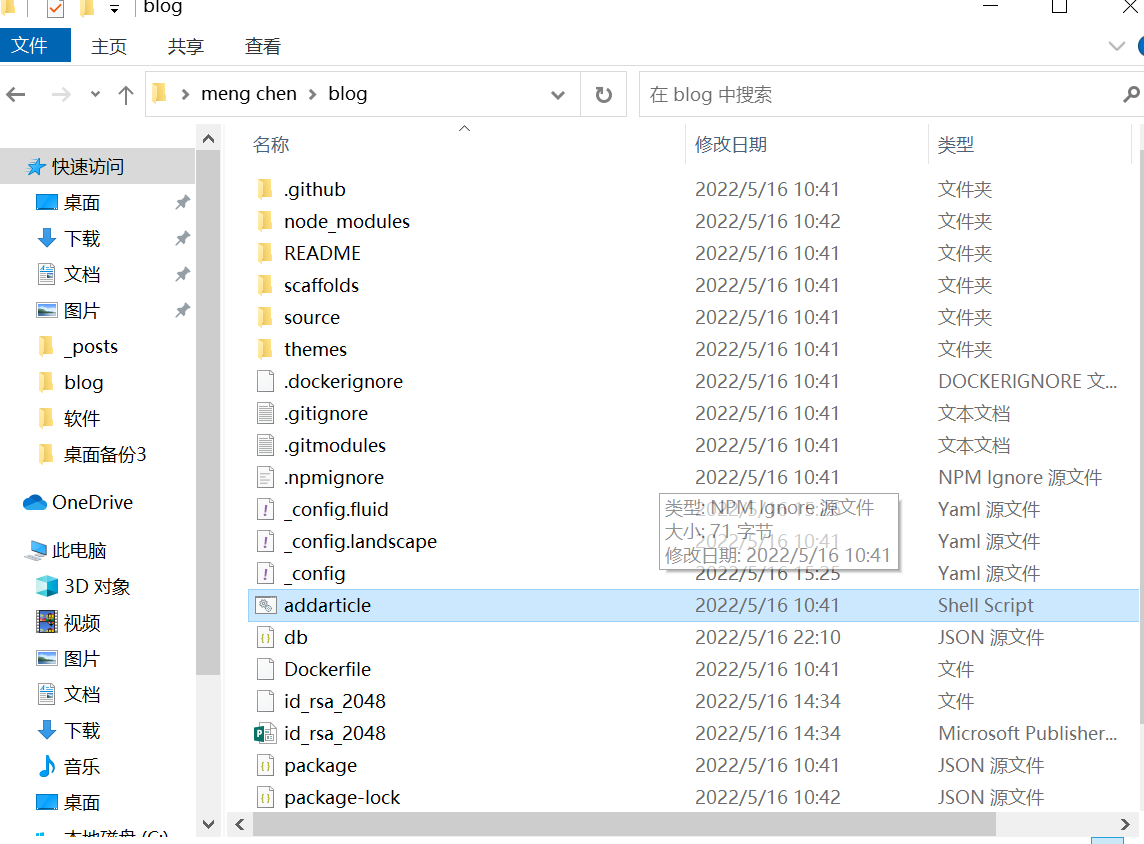 blog
文件 主页 共享 查看
meng chen blog
在 blog 中搜索
快速访问
桌面
下载
文档
图片
_posts
blog
软件
桌面备份3
OneDrive
此电脑
3D 对象
视频
图片
文档
下载
音乐
桌面
本地磁盘 (C:)
名称 修改日期 类型
.github 2022/5/16 10:41 文件夹
node_modules 2022/5/16 10:42 文件夹
README 2022/5/16 10:41 文件夹
scaffolds 2022/5/16 10:41 文件夹
source 2022/5/16 10:41 文件夹
themes 2022/5/16 10:41 文件夹
.dockerignore 2022/5/16 10:41 DOCKERIGNORE 文...
.gitignore 2022/5/16 10:41 文本文档
.gitmodules 2022/5/16 10:41 文本文档
.npmignore 2022/5/16 10:41 NPM Ignore 源文件
_config.fluid Yaml 源文件
_config.landscape 2022/5/16 10:41 Yaml 源文件
_config 2022/5/16 15:25 Yaml 源文件
类型: NPM Ignore 源文件
大小: 71 字节
修改日期: 2022/5/16 10:41
addarticle 2022/5/16 10:41 Shell Script
db 2022/5/16 22:10 JSON 源文件
Dockerfile 2022/5/16 10:41 文件
id_rsa_2048 2022/5/16 14:34 文件
id_rsa_2048 2022/5/16 14:34 Microsoft Publisher...
package 2022/5/16 10:41 JSON 源文件
package-lock 2022/5/16 10:42 JSON 源文件